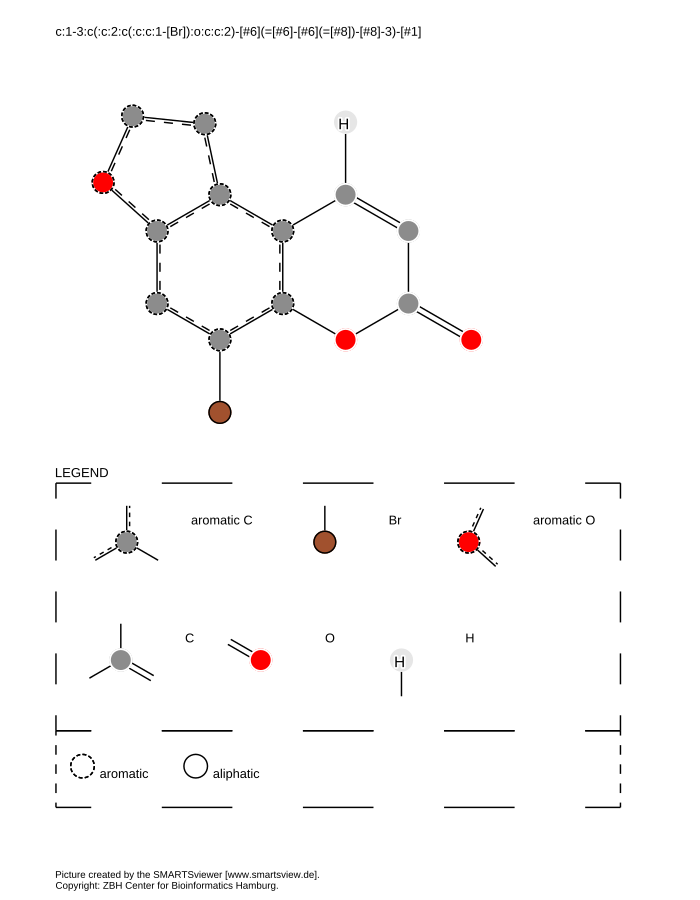 c:1-3:c(:c:2:c(:c:c:1-[Br]):o:c:c:2)-[#6](=[#6]-[#6](=[#8])-[#8]-3)-[#1]
H
LEGEND
aromatic C
Br
aromatic O
C
O
H
H
aromatic
aliphatic
Picture created by the SMARTSviewer [www.smartsview.de].
Copyright: ZBH Center for Bioinformatics Hamburg.